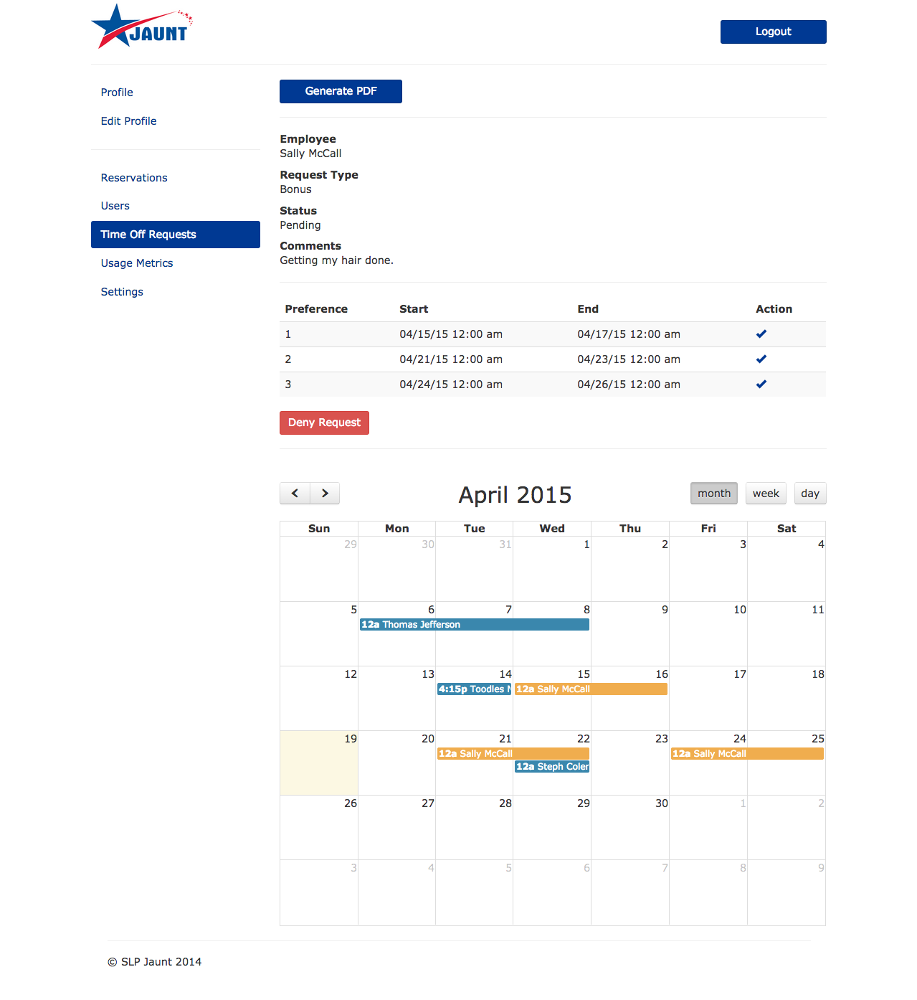 JAUNT
Logout
Profile
Edit Profile
Reservations
Users
Time Off Requests
Usage Metrics
Settings
Generate PDF
Employee
Sally McCall
Request Type
Bonus
Status
Pending
Comments
Getting my hair done.
Preference Start End Action
1 04/15/15 12:00 am 04/17/15 12:00 am
2 04/21/15 12:00 am 04/23/15 12:00 am
3 04/24/15 12:00 am 04/26/15 12:00 am
Deny Request
April 2015
month week day
Sun Mon Tue Wed Thu Fri Sat
29 30 31 1 2 3 4
5 6 7 8 9 10 11
12a Thomas Jefferson
12 13 14 15 16 17 18
4:15p Toodles 12a Sally McCall
19 20 21 22 23 24 25
12a Sally McCall 12a Sally McCall
12a Steph Coler
26 27 28 29 30 1 2
3 4 5 6 7 8 9
© SLP Jaunt 2014